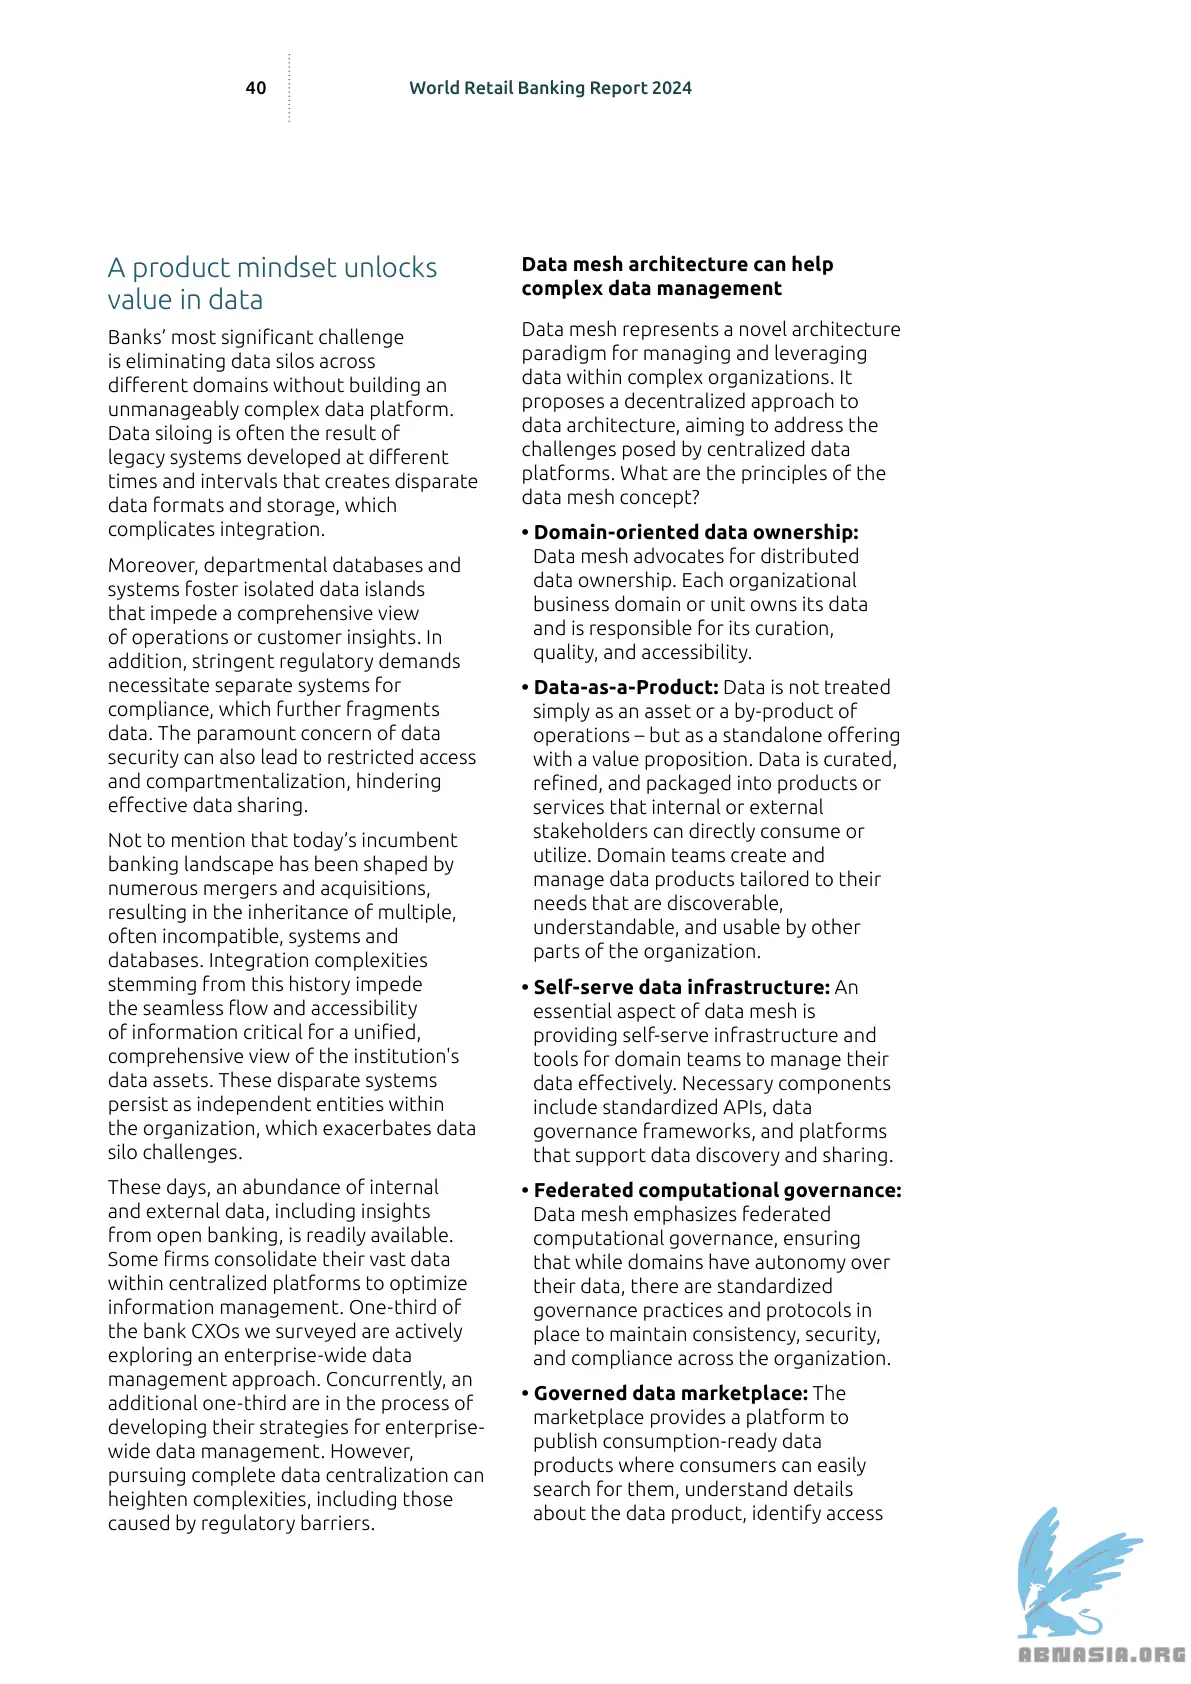 40
World Retail Banking Report 2024
A product mindset unlocks
value in data
Banks’ most significant challenge
is eliminating data silos across
different domains without building an
unmanageably complex data platform.
Data siloing is often the result of
legacy systems developed at different
times and intervals that creates disparate
data formats and storage, which
complicates integration.
Moreover, departmental databases and
systems foster isolated data islands
that impede a comprehensive view
of operations or customer insights. In
addition, stringent regulatory demands
necessitate separate systems for
compliance, which further fragments
data. The paramount concern of data
security can also lead to restricted access
and compartmentalization, hindering
effective data sharing.
Not to mention that today’s incumbent
banking landscape has been shaped by
numerous mergers and acquisitions,
resulting in the inheritance of multiple,
often incompatible, systems and
databases. Integration complexities
stemming from this history impede
the seamless flow and accessibility
of information critical for a unified,
comprehensive view of the institution's
data assets. These disparate systems
persist as independent entities within
the organization, which exacerbates data
silo challenges.
These days, an abundance of internal
and external data, including insights
from open banking, is readily available.
Some firms consolidate their vast data
within centralized platforms to optimize
information management. One-third of
the bank CXOs we surveyed are actively
exploring an enterprise-wide data
management approach. Concurrently, an
additional one-third are in the process of
developing their strategies for enterprise-
wide data management. However,
pursuing complete data centralization can
heighten complexities, including those
caused by regulatory barriers.
Data mesh architecture can help
complex data management
Data mesh represents a novel architecture
paradigm for managing and leveraging
data within complex organizations. It
proposes a decentralized approach to
data architecture, aiming to address the
challenges posed by centralized data
platforms. What are the principles of the
data mesh concept?
• Domain-oriented data ownership:
Data mesh advocates for distributed
data ownership. Each organizational
business domain or unit owns its data
and is responsible for its curation,
quality, and accessibility.
• Data-as-a-Product: Data is not treated
simply as an asset or a by-product of
operations – but as a standalone offering
with a value proposition. Data is curated,
refined, and packaged into products or
services that internal or external
stakeholders can directly consume or
utilize. Domain teams create and
manage data products tailored to their
needs that are discoverable,
understandable, and usable by other
parts of the organization.
• Self-serve data infrastructure: An
essential aspect of data mesh is
providing self-serve infrastructure and
tools for domain teams to manage their
data effectively. Necessary components
include standardized APIs, data
governance frameworks, and platforms
that support data discovery and sharing.
• Federated computational governance:
Data mesh emphasizes federated
computational governance, ensuring
that while domains have autonomy over
their data, there are standardized
governance practices and protocols in
place to maintain consistency, security,
and compliance across the organization.
• Governed data marketplace: The
marketplace provides a platform to
publish consumption-ready data
products where consumers can easily
search for them, understand details
about the data product, identify access
ABNASIA.ORG